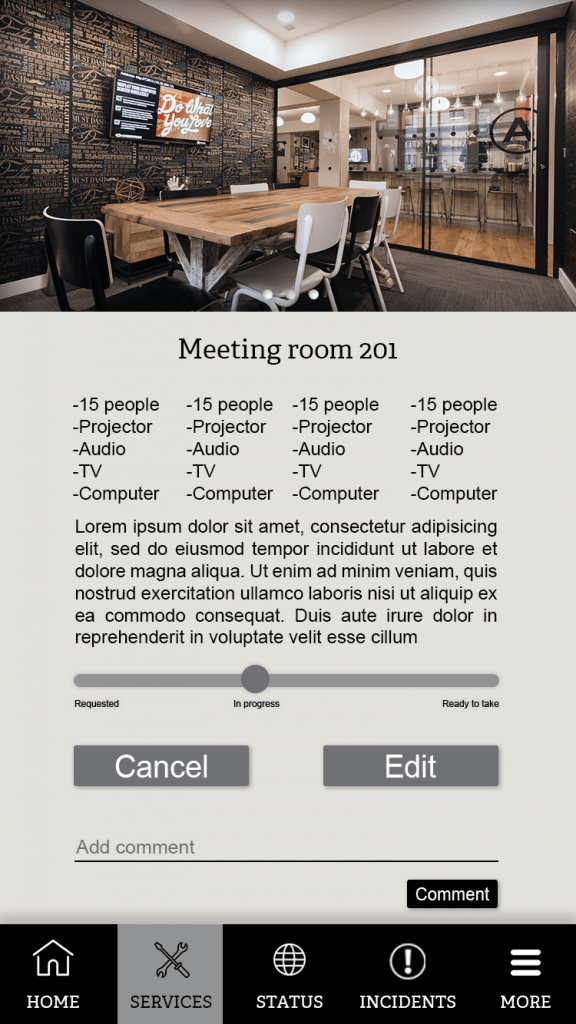 Do What
You Love
A
Meeting room 201
-15 people -15 people -15 people -15 people
-Projector -Projector -Projector -Projector
-Audio -Audio -Audio -Audio
-TV -TV -TV -TV
-Computer -Computer -Computer -Computer
Lorem ipsum dolor sit amet, consectetur adipisicing
elit, sed do eiusmod tempor incididunt ut labore et
dolore magna aliqua. Ut enim ad minim veniam, quis
nostrud exercitation ullamco laboris nisi ut aliquip ex
ea commodo consequat. Duis aute irure dolor in
reprehenderit in voluptate velit esse cillum
Requested In progress Ready to take
Cancel Edit
Add comment
Comment
HOME SERVICES STATUS INCIDENTS MORE